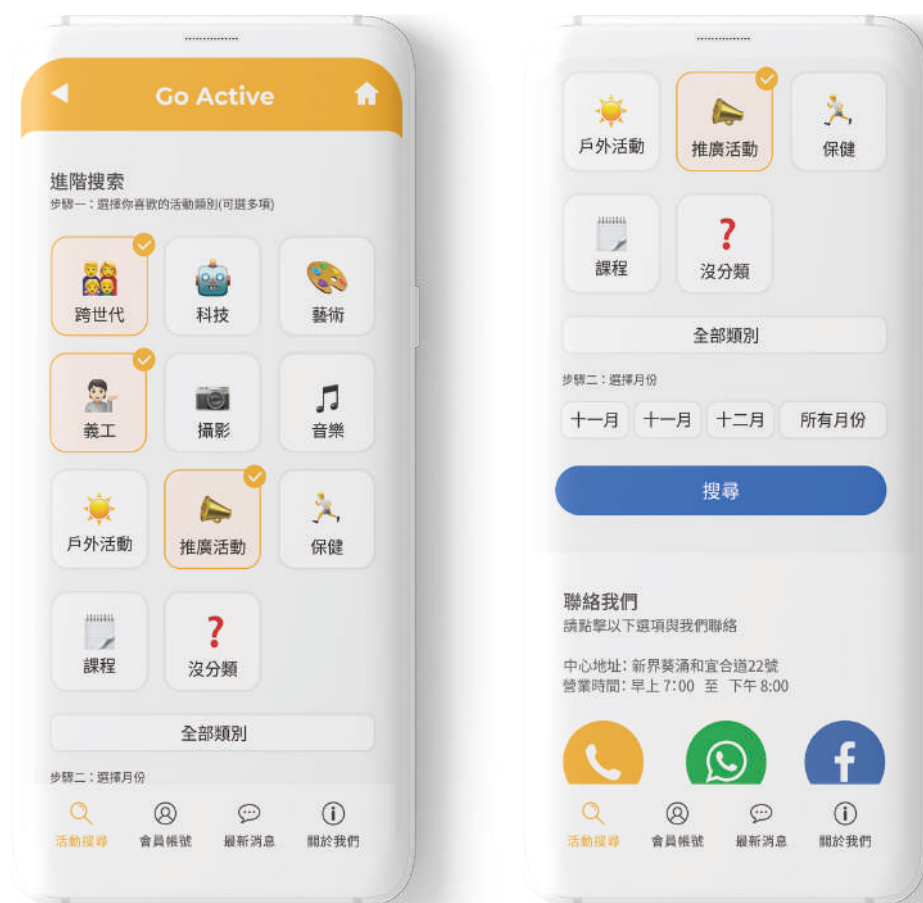 Go Active
進階搜索
步驟一：選擇你喜歡的活動類別(可選多項)
跨世代 科技 藝術
義工 攝影 音樂
戶外活動 推廣活動 保健
課程 沒分類
全部類別
步驟二：選擇月份
活動搜尋 會員帳號 最新消息 關於我們
戶外活動 推廣活動 保健
課程 沒分類
全部類別
步驟二：選擇月份
十一月 十一月 十二月 所有月份
搜尋
聯絡我們
請點擊以下選項與我們聯絡
中心地址：新界葵涌和宜合道22號
營業時間：早上 7:00 至 下午 8:00
活動搜尋 會員帳號 最新消息 關於我們